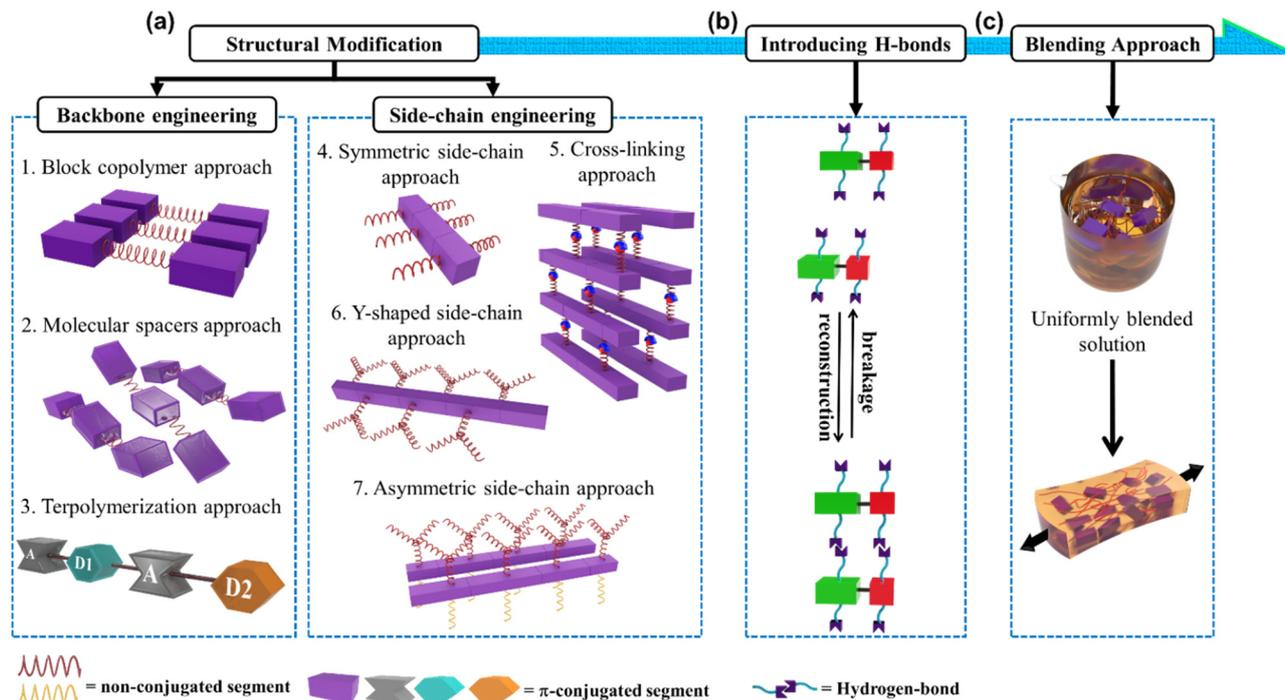 (a)
Structural Modification
(b)
Introducing H-bonds
(c)
Blending Approach
Backbone engineering
Side-chain engineering
1. Block copolymer approach
2. Molecular spacers approach
3. Terpolymerization approach
A
D1
A
D2
4. Symmetric side-chain
approach
5. Cross-linking
approach
6. Y-shaped side-chain
approach
7. Asymmetric side-chain approach
reconstruction
breakage
Uniformly blended
solution
= non-conjugated segment
= π-conjugated segment
= Hydrogen-bond